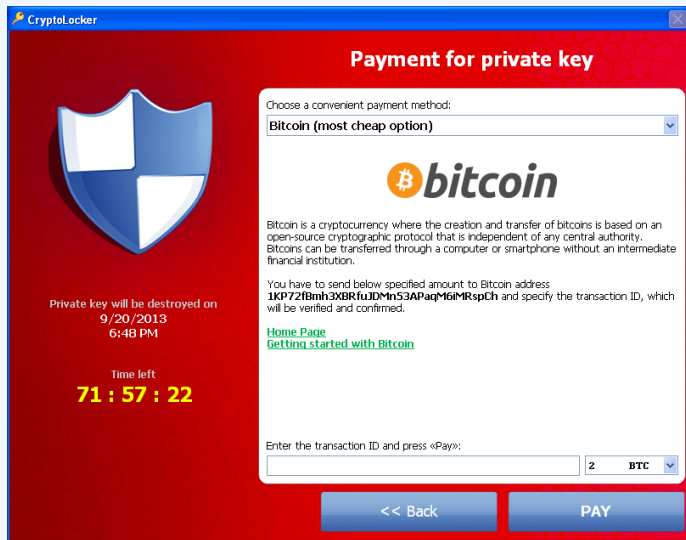 CryptoLocker
Payment for private key
Choose a convenient payment method:
Bitcoin (most cheap option)
bitcoin
Bitcoin is a cryptocurrency where the creation and transfer of bitcoins is based on an
open-source cryptographic protocol that is independent of any central authority.
Bitcoins can be transferred through a computer or smartphone without an intermediate
financial institution.
You have to send below specified amount to Bitcoin address
1KP72fBmh3XBRfuJDMn53APaqM6iMRspCh and specify the transaction ID, which
will be verified and confirmed.
Home Page
Getting started with Bitcoin
Private key will be destroyed on
9/20/2013
6:48 PM
Time left
71 : 57 : 22
Enter the transaction ID and press «Pay»:
2 BTC
<< Back
PAY